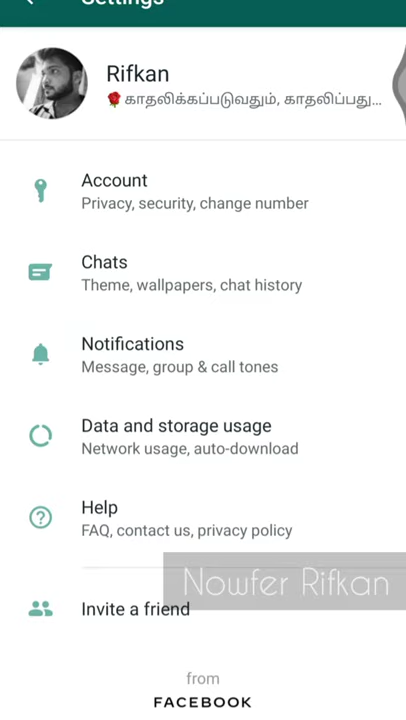 Settings
Rifkan
🌹காதலிக்கப்படுவதும், காதலிப்பது...
Account
Privacy, security, change number
Chats
Theme, wallpapers, chat history
Notifications
Message, group & call tones
Data and storage usage
Network usage, auto-download
Help
FAQ, contact us, privacy policy
Nowfer Rifkan
Invite a friend
from
FACEBOOK